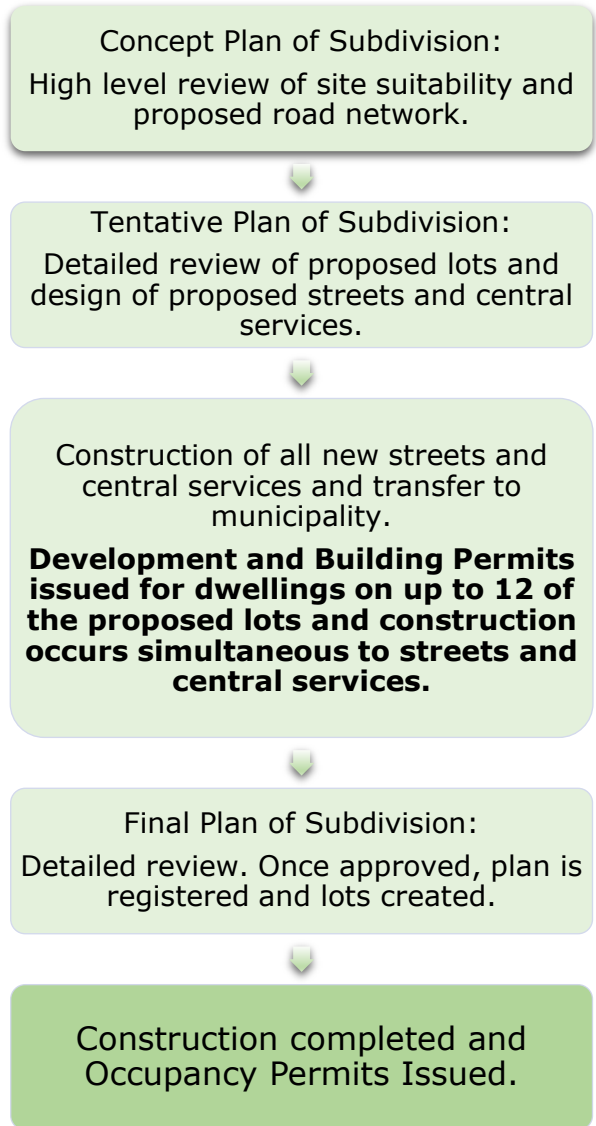 Concept Plan of Subdivision:
High level review of site suitability and
proposed road network.
Tentative Plan of Subdivision:
Detailed review of proposed lots and
design of proposed streets and central
services.
Construction of all new streets and
central services and transfer to
municipality.
Development and Building Permits
issued for dwellings on up to 12 of
the proposed lots and construction
occurs simultaneous to streets and
central services.
Final Plan of Subdivision:
Detailed review. Once approved, plan is
registered and lots created.
Construction completed and
Occupancy Permits Issued.